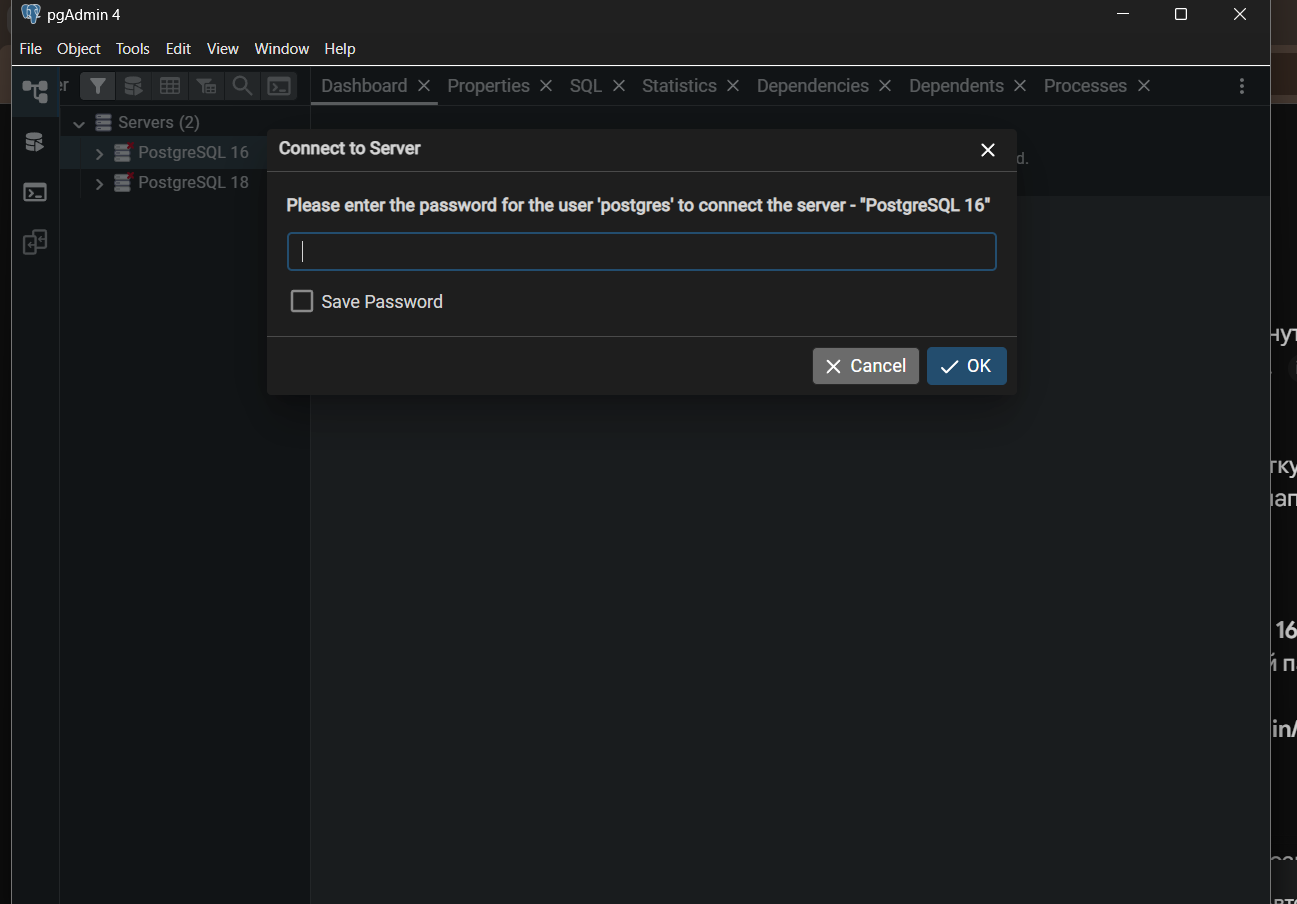 pgAdmin 4
File Object Tools Edit View Window Help
er Dashboard Properties SQL Statistics Dependencies Dependents Processes
Servers (2)
PostgreSQL 16
PostgreSQL 18
d.
Connect to Server
Please enter the password for the user 'postgres' to connect the server - "PostgreSQL 16"
Save Password
Cancel OK
16